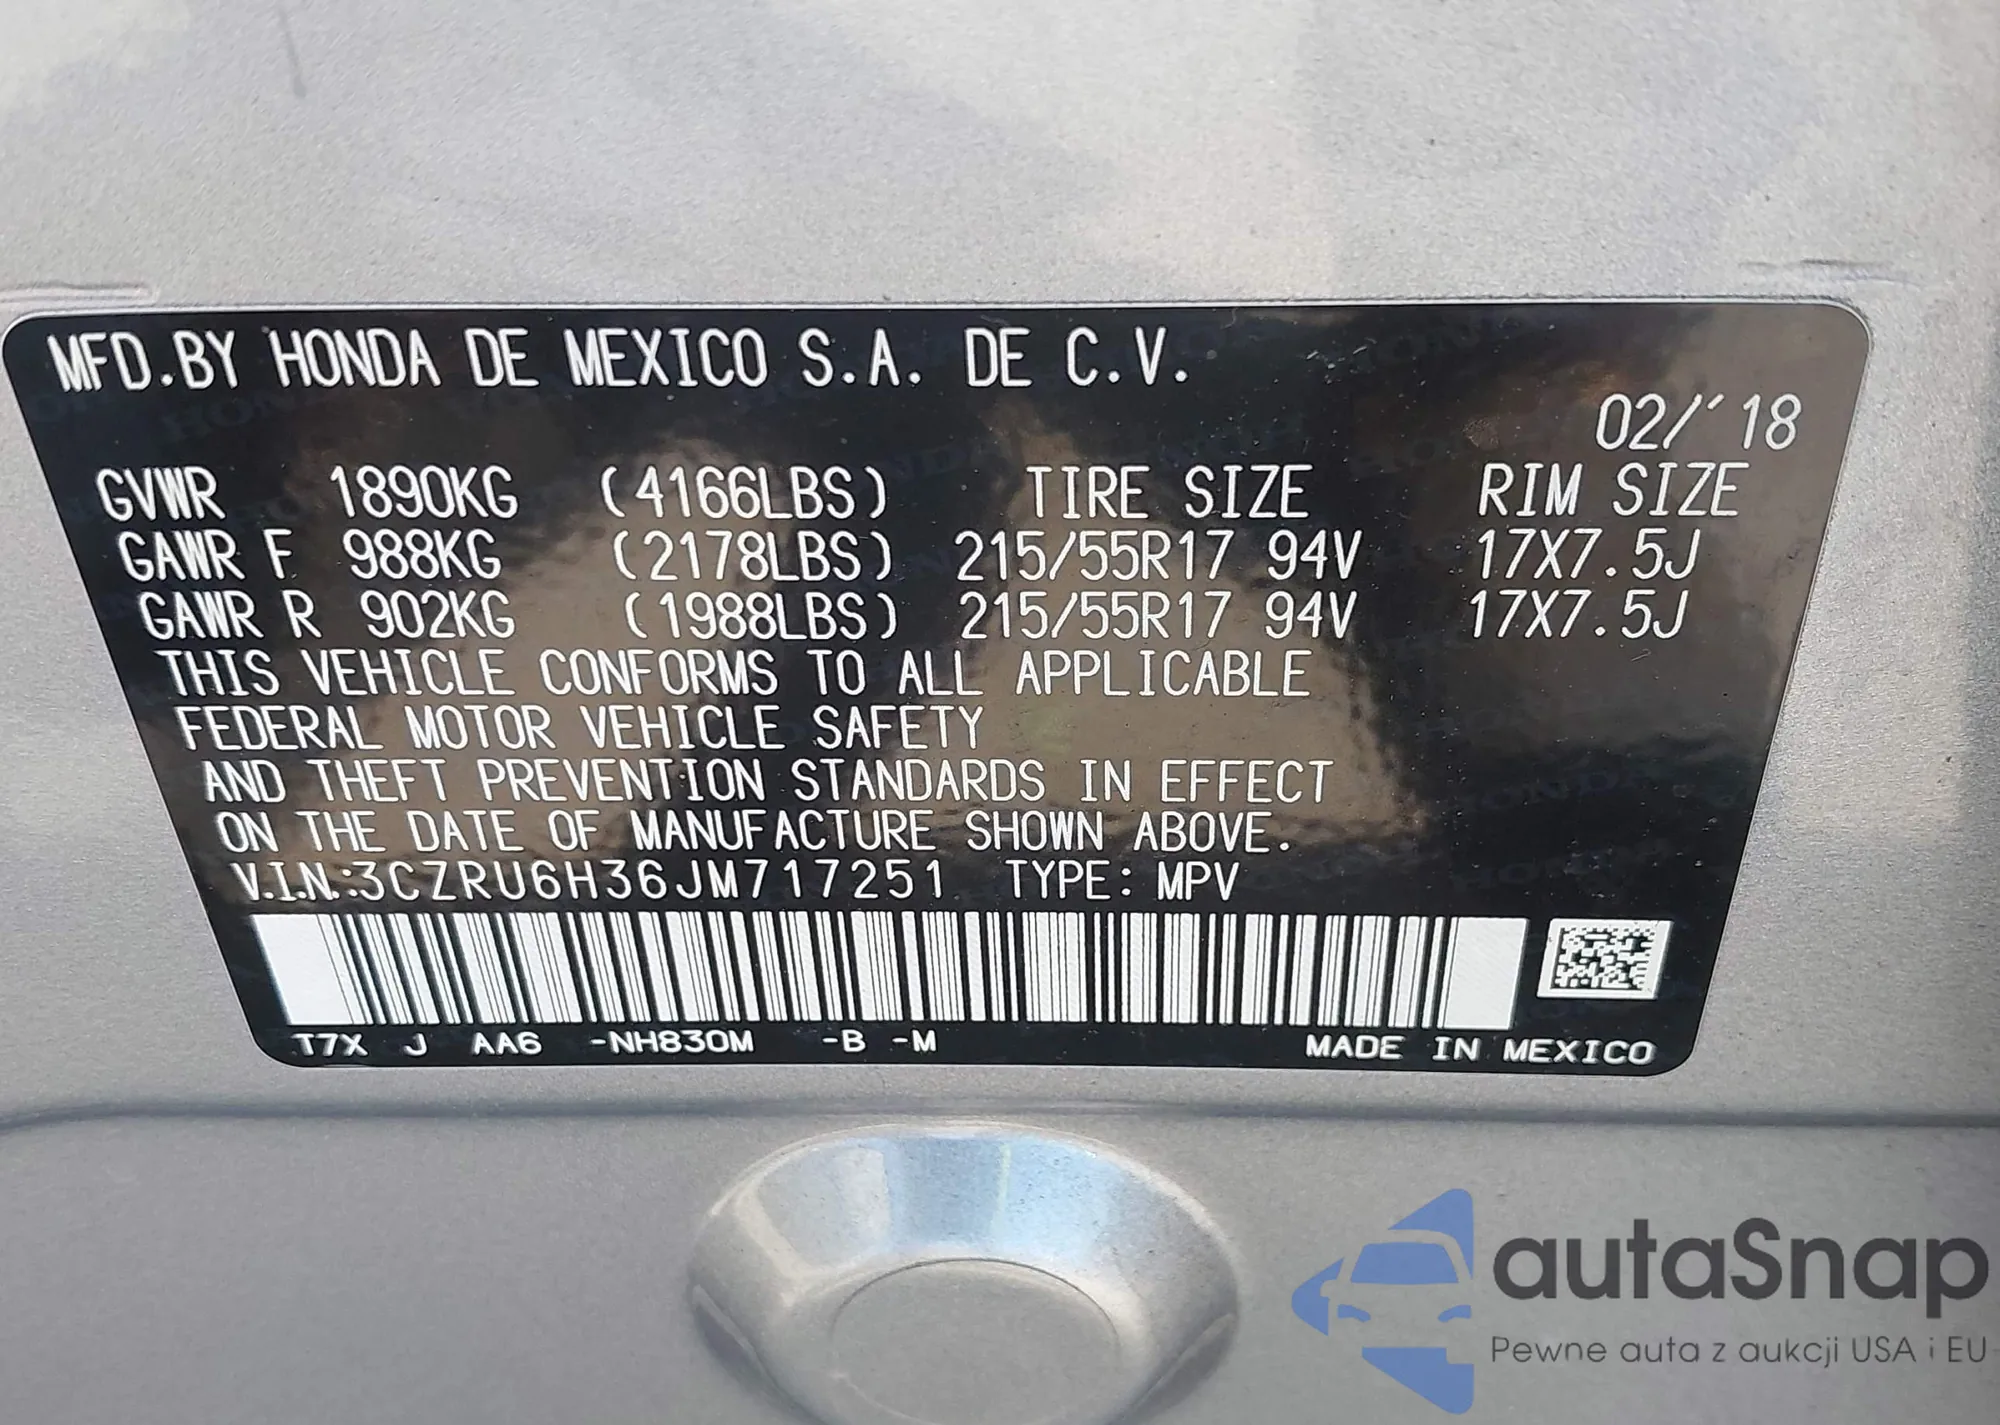 MFD.BY HONDA DE MEXICO S.A. DE C.V.
02/'18
GVWR 1890KG (4166LBS) TIRE SIZE RIM SIZE
GAWR F 988KG (2178LBS) 215/55R17 94V 17X7.5J
GAWR R 902KG (1988LBS) 215/55R17 94V 17X7.5J
THIS VEHICLE CONFORMS TO ALL APPLICABLE
FEDERAL MOTOR VEHICLE SAFETY
AND THEFT PREVENTION STANDARDS IN EFFECT
ON THE DATE OF MANUFACTURE SHOWN ABOVE.
V.I.N.:3CZRU6H36JM717251 TYPE: MPV
T7X J AA6 -NH830M -B -M MADE IN MEXICO
autaSnap
Pewne auta z aukcji USA i EU